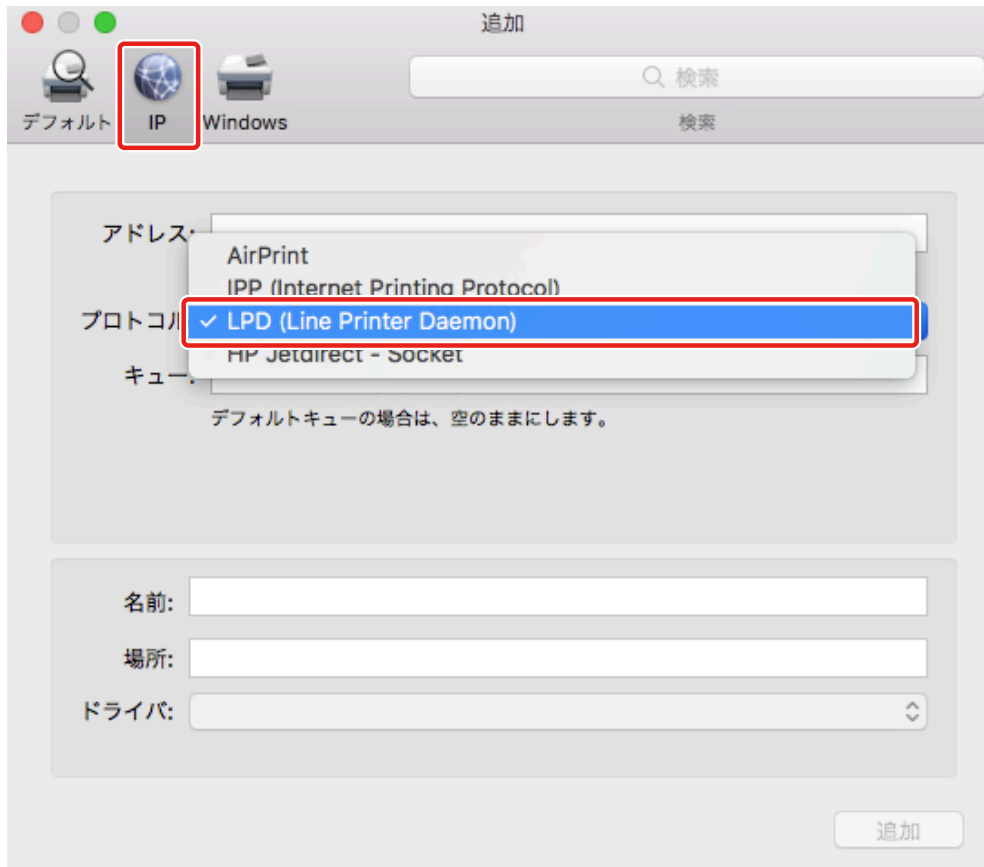 追加
検索
デフォルト IP Windows 検索
アドレス:
AirPrint
IPP (Internet Printing Protocol)
プロトコル ✓ LPD (Line Printer Daemon)
HP Jetdirect - Socket
キュー:
デフォルトキューの場合は、空のままにします。
名前:
場所:
ドライバ:
追加